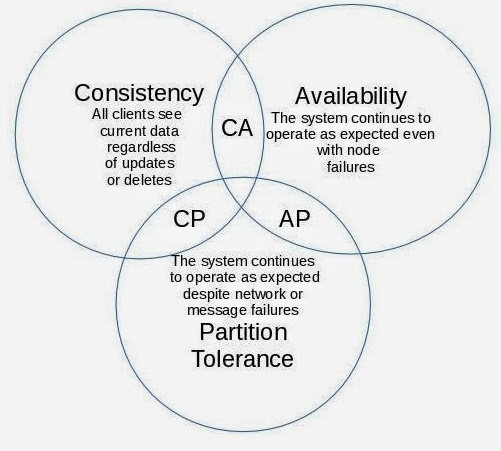 Consistency
All clients see
current data
regardless
of updates
or deletes
CA
Availability
The system continues to
operate as expected even
with node
failures
CP
AP
The system continues
to operate as expected
despite network or
message failures
Partition
Tolerance